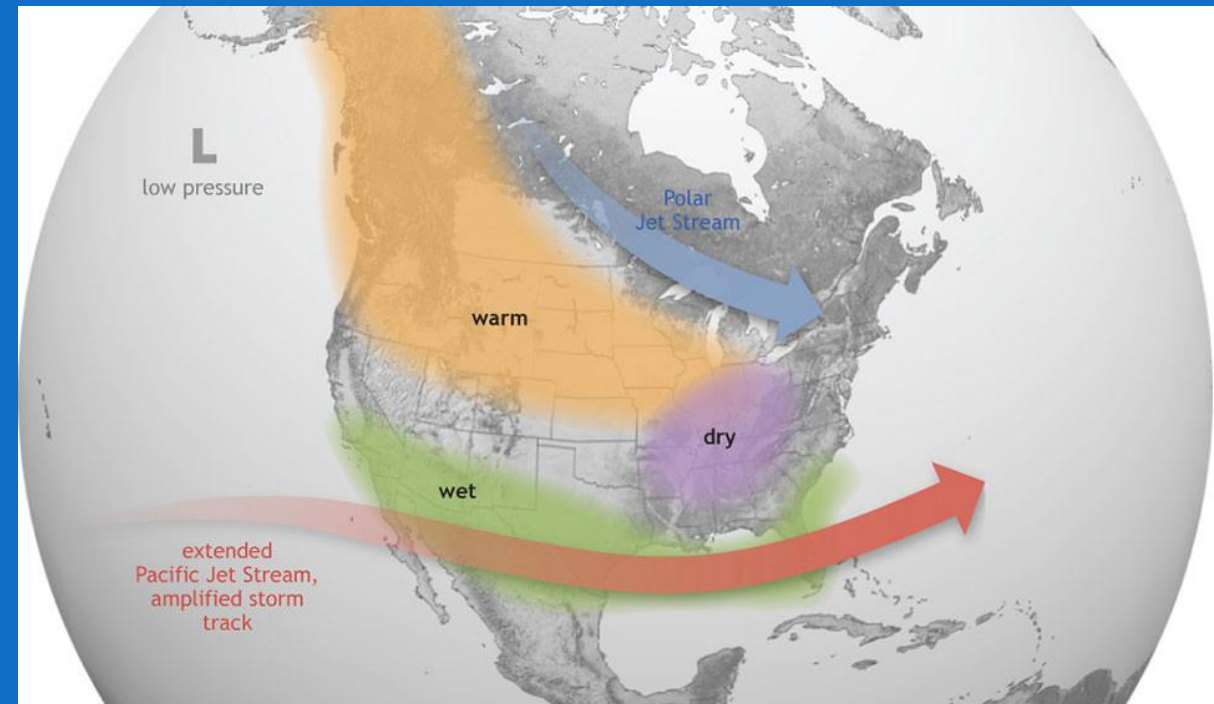 L
low pressure
Polar
Jet Stream
warm
dry
wet
extended
Pacific Jet Stream,
amplified storm
track